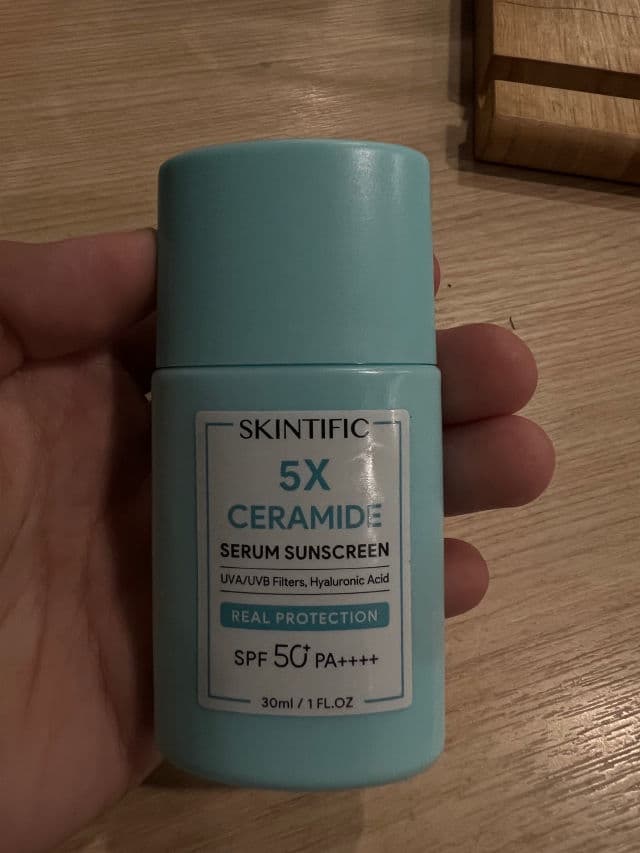 SKINTIFIC
5X
CERAMIDE
SERUM SUNSCREEN
UVA/UVB Filters, Hyaluronic Acid
REAL PROTECTION
SPF 50+ PA++++
30ml / 1 FL.OZ